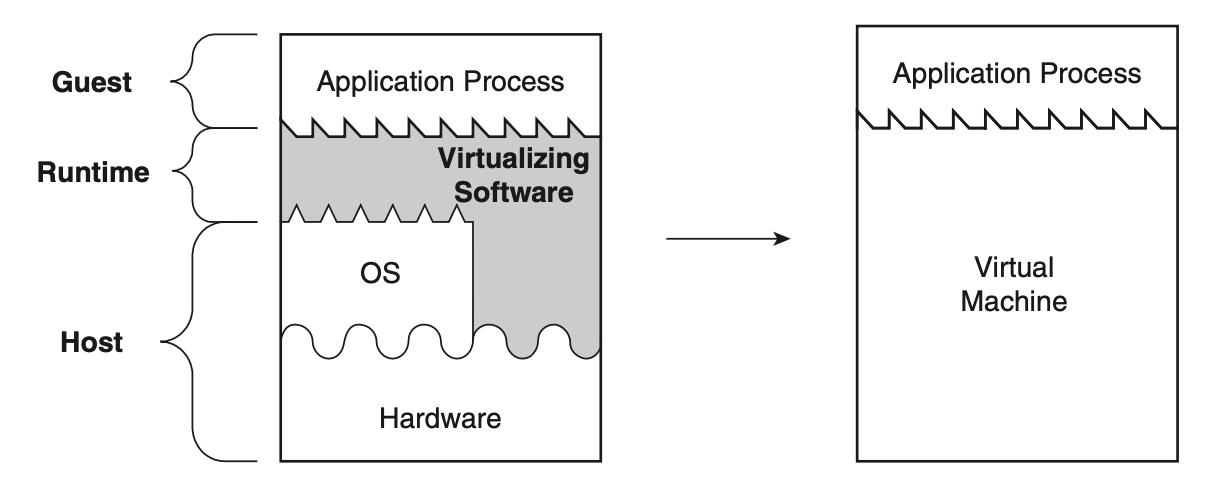 Guest
Runtime
Host
Application Process
Virtualizing
Software
OS
Hardware
Application Process
Virtual
Machine